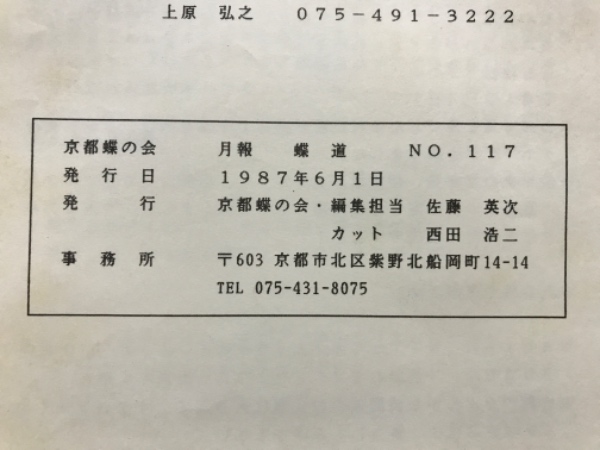 上原　弘之　０７５－４９１－３２２２
京都蝶の会　月報　蝶　道　ＮＯ．１１７
発　行　日　１９８７年６月１日
発　　　行　京都蝶の会・編集担当　佐藤　英次
カット　西田　浩二
事　務　所　〒603 京都市北区紫野北船岡町14-14
TEL 075-431-8075